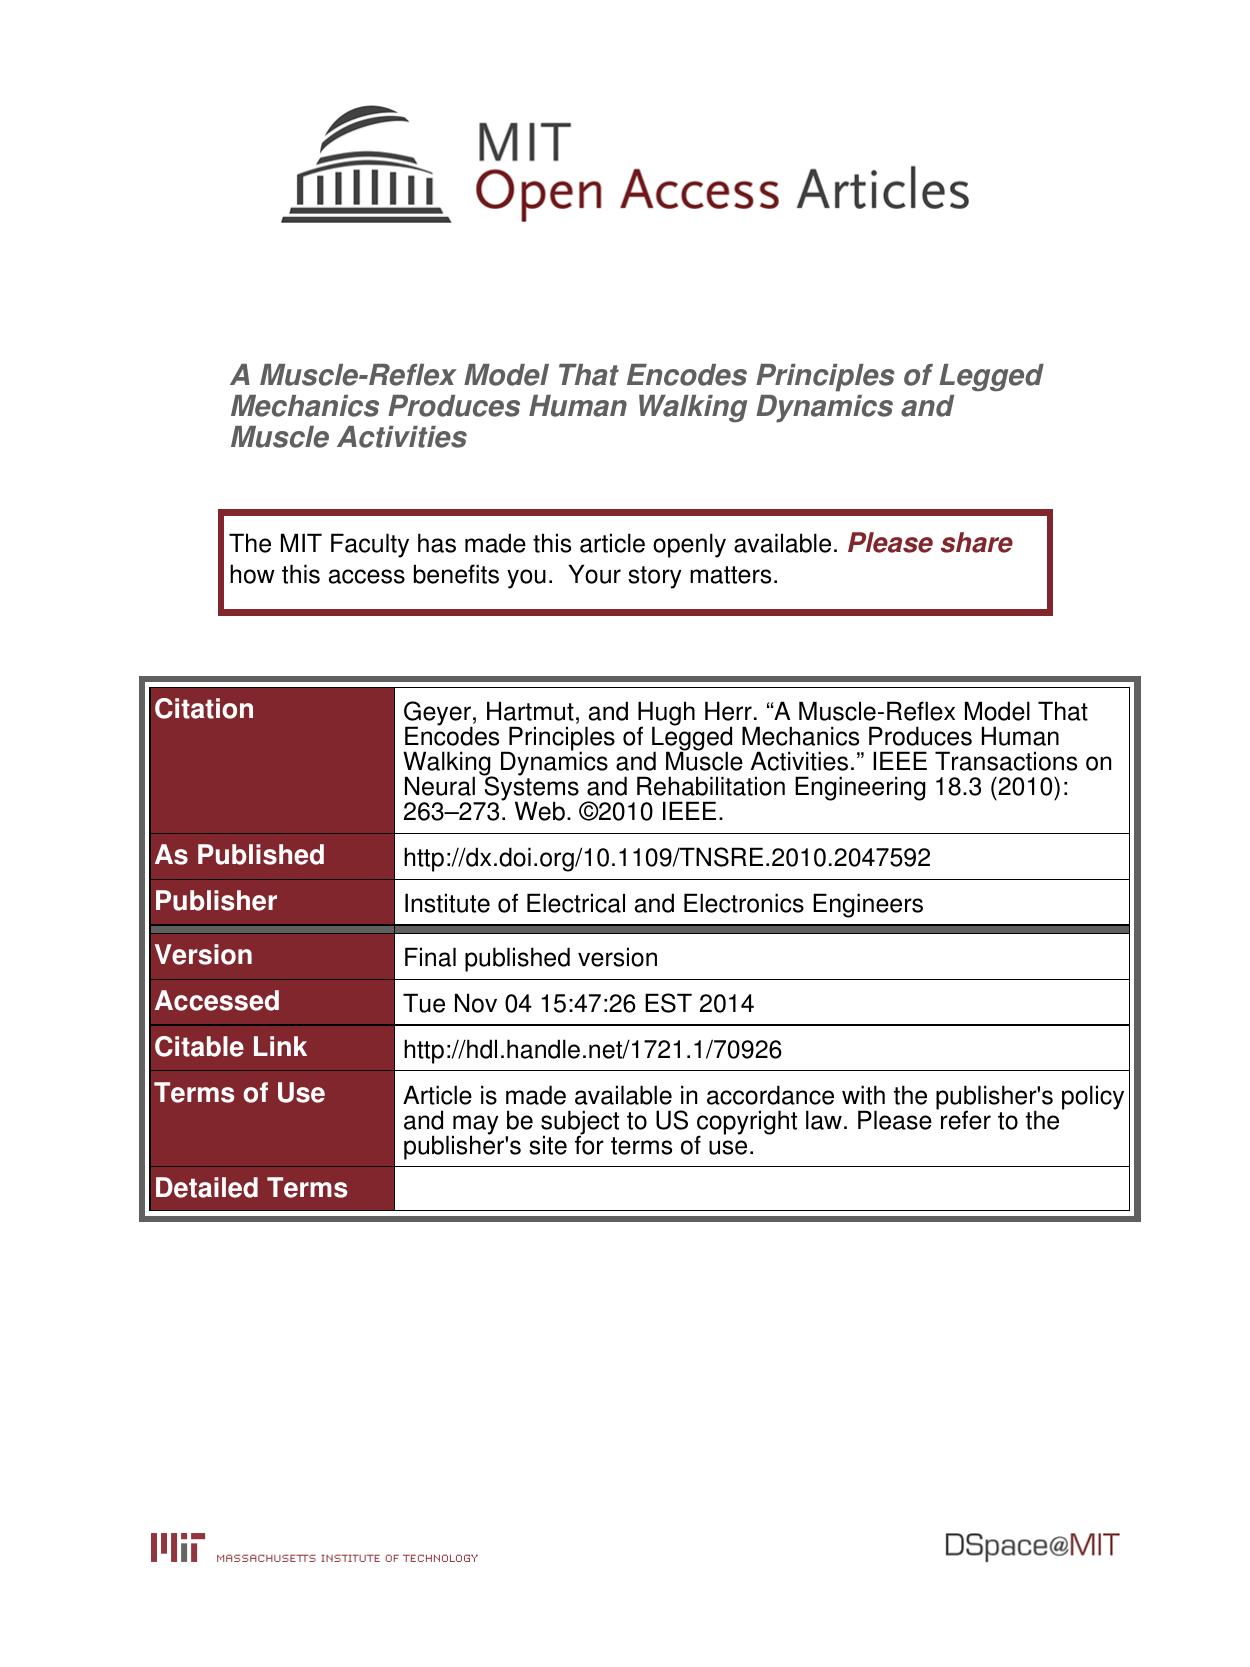 MIT
Open Access Articles
A Muscle-Reflex Model That Encodes Principles of Legged
Mechanics Produces Human Walking Dynamics and
Muscle Activities
The MIT Faculty has made this article openly available. Please share
how this access benefits you. Your story matters.
Citation
Geyer, Hartmut, and Hugh Herr. “A Muscle-Reflex Model That
Encodes Principles of Legged Mechanics Produces Human
Walking Dynamics and Muscle Activities.” IEEE Transactions on
Neural Systems and Rehabilitation Engineering 18.3 (2010):
263–273. Web. ©2010 IEEE.
As Published
http://dx.doi.org/10.1109/TNSRE.2010.2047592
Publisher
Institute of Electrical and Electronics Engineers
Version
Final published version
Accessed
Tue Nov 04 15:47:26 EST 2014
Citable Link
http://hdl.handle.net/1721.1/70926
Terms of Use
Article is made available in accordance with the publisher's policy
and may be subject to US copyright law. Please refer to the
publisher's site for terms of use.
Detailed Terms
MIT MASSACHUSETTS INSTITUTE OF TECHNOLOGY
DSpace@MIT